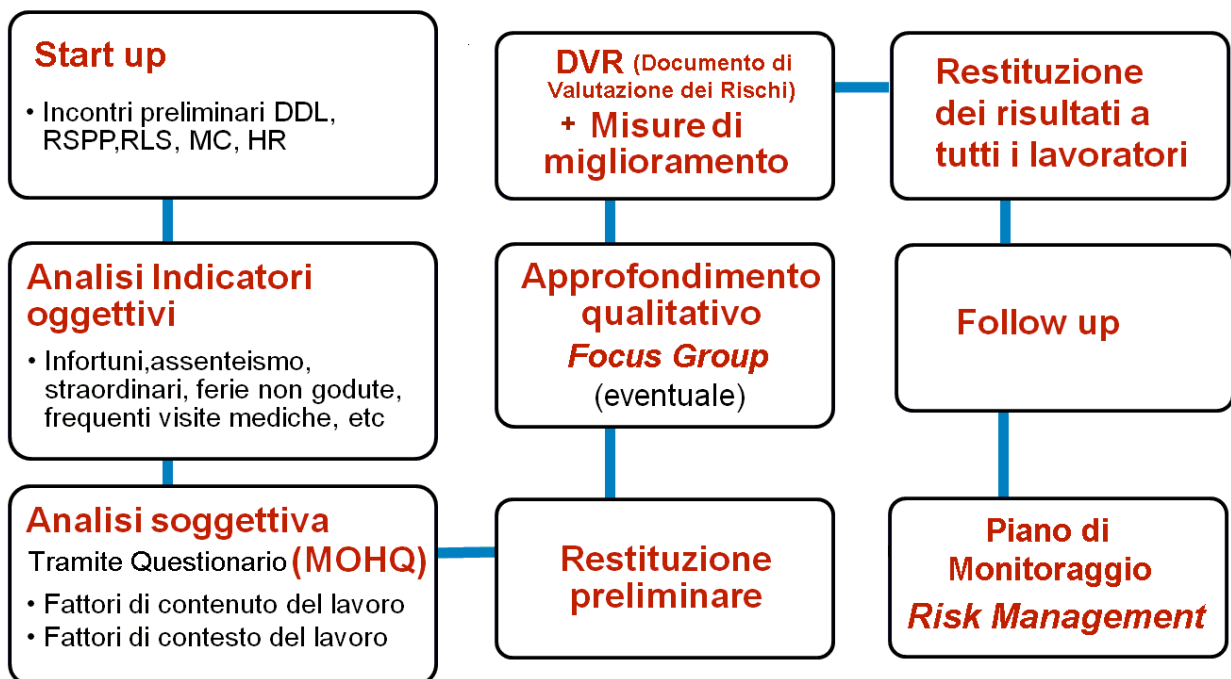 Start up
• Incontri preliminari DDL,
RSPP,RLS, MC, HR
Analisi Indicatori
oggettivi
• Infortuni,assenteismo,
straordinari, ferie non godute,
frequenti visite mediche, etc
Analisi soggettiva
Tramite Questionario (MOHQ)
• Fattori di contenuto del lavoro
• Fattori di contesto del lavoro
Restituzione
preliminare
Approfondimento
qualitativo
Focus Group
(eventuale)
DVR (Documento di
Valutazione dei Rischi)
+ Misure di
miglioramento
Restituzione
dei risultati a
tutti i lavoratori
Follow up
Piano di
Monitoraggio
Risk Management